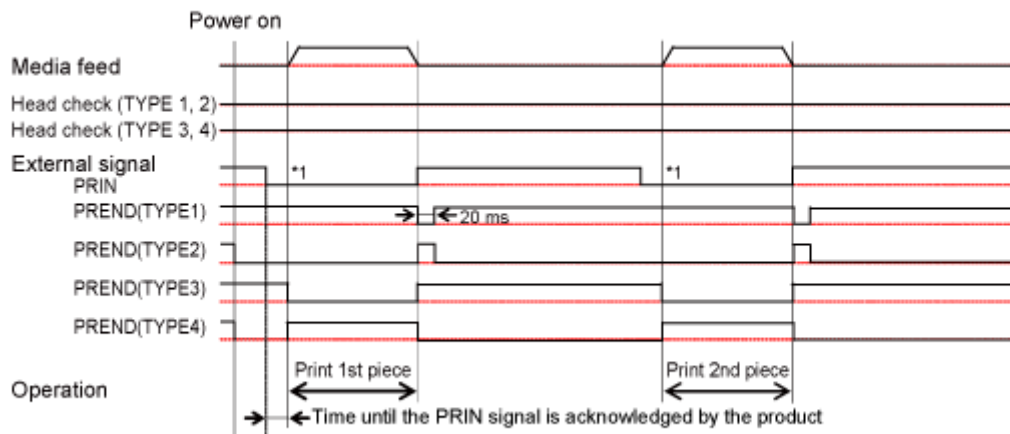 Power on
Media feed
Head check (TYPE 1, 2)
Head check (TYPE 3, 4)
External signal
PRIN
*1
*1
PREND(TYPE1)
20 ms
PREND(TYPE2)
PREND(TYPE3)
PREND(TYPE4)
Print 1st piece
Print 2nd piece
Operation
Time until the PRIN signal is acknowledged by the product